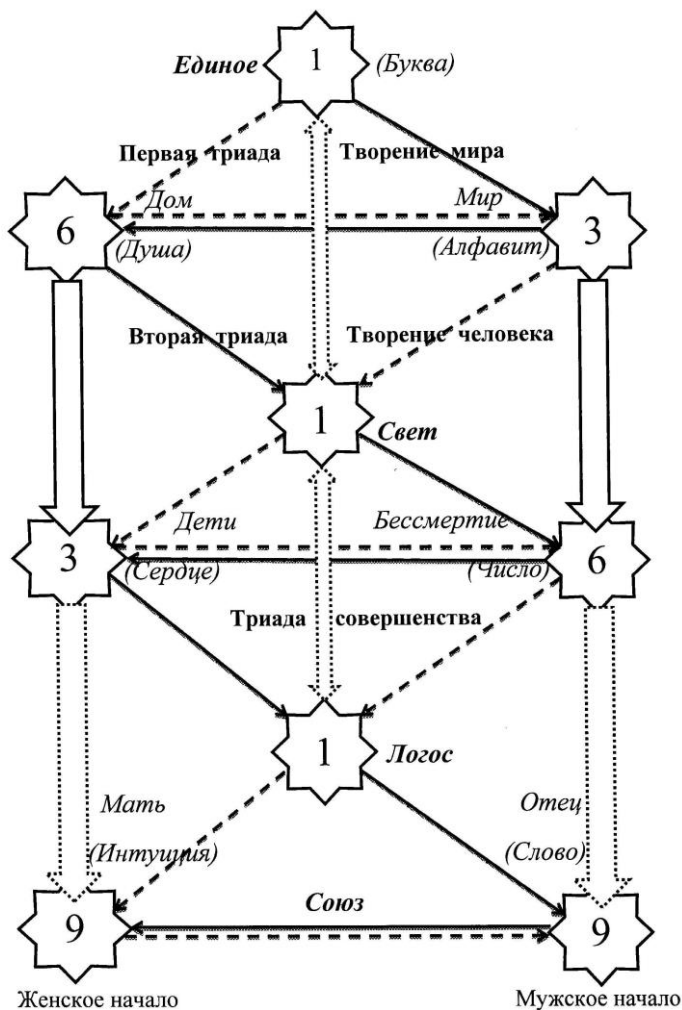 Единое 1 (Буква)
Первая триада Творение мира
Дом Мир
6 3
(Душа) (Алфавит)
Вторая триада Творение человека
1 Свет
Дети Бессмертие
3 6
(Сердце) (Число)
Триада совершенства
1 Логос
Мать Отец
(Интуиция) (Слово)
Союз
9 9
Женское начало Мужское начало